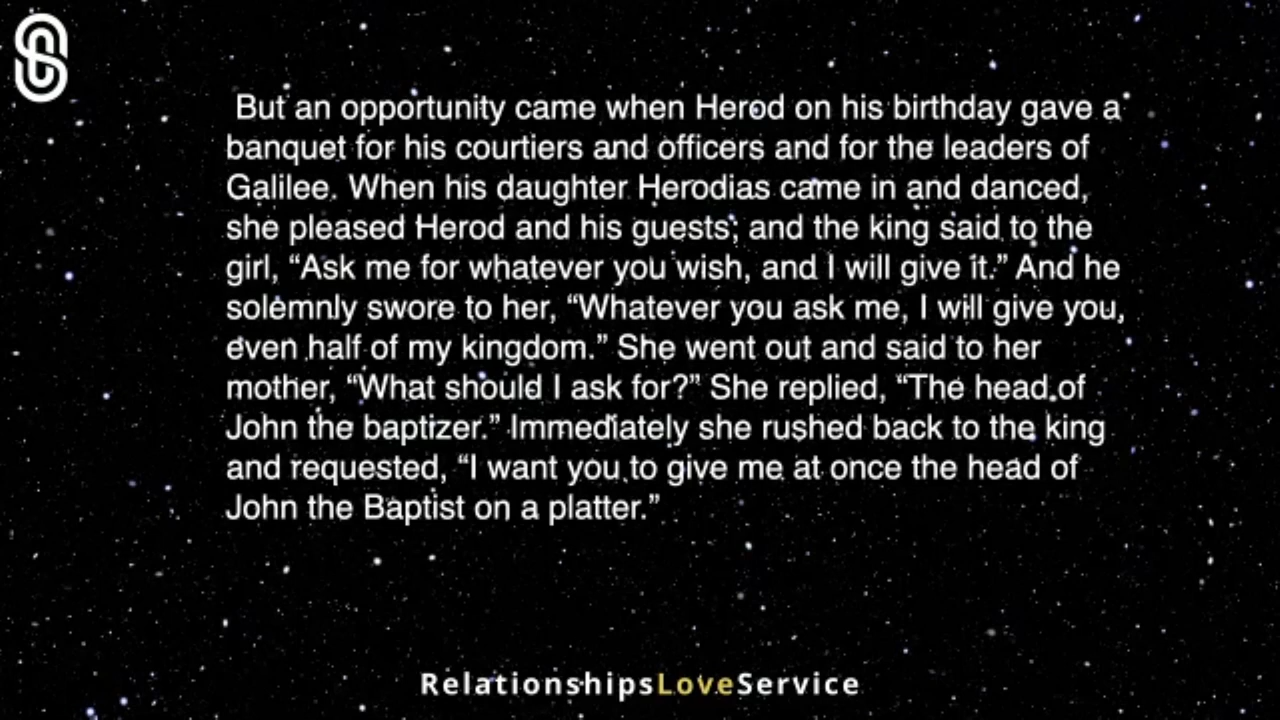 But an opportunity came when Herod on his birthday gave a
banquet for his courtiers and officers and for the leaders of
Galilee. When his daughter Herodias came in and danced,
she pleased Herod and his guests; and the king said to the
girl, “Ask me for whatever you wish, and I will give it.” And he
solemnly swore to her, “Whatever you ask me, I will give you,
even half of my kingdom.” She went out and said to her
mother, “What should I ask for?” She replied, “The head of
John the baptizer.” Immediately she rushed back to the king
and requested, “I want you to give me at once the head of
John the Baptist on a platter.”
RelationshipsLoveService